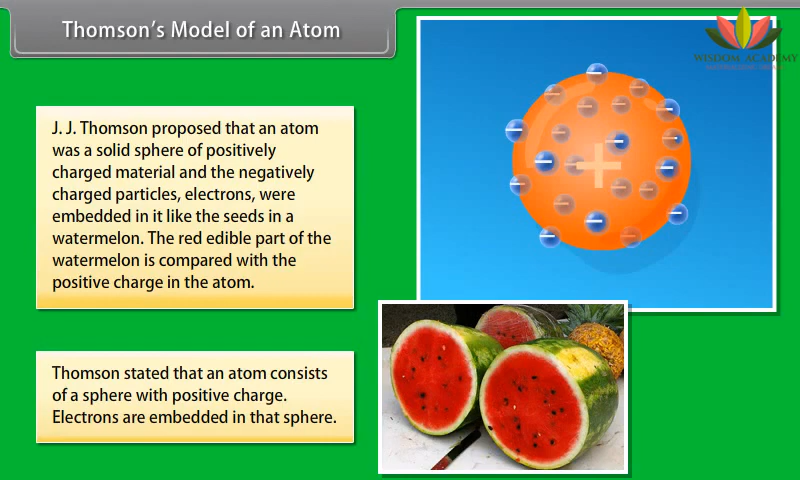 Thomson's Model of an Atom
WISDOM ACADEMY
J. J. Thomson proposed that an atom
was a solid sphere of positively
charged material and the negatively
charged particles, electrons, were
embedded in it like the seeds in a
watermelon. The red edible part of the
watermelon is compared with the
positive charge in the atom.
Thomson stated that an atom consists
of a sphere with positive charge.
Electrons are embedded in that sphere.